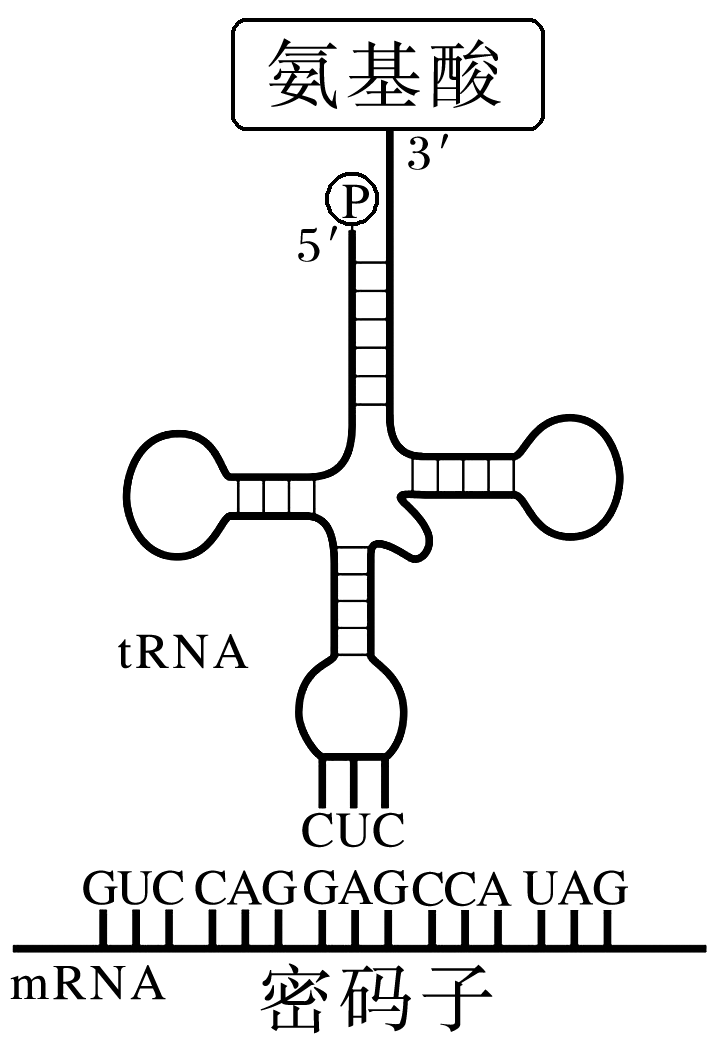 氨基酸
3′
P
5′
tRNA
CUC
GUC CAG GAG CCA UAG
mRNA 密码子